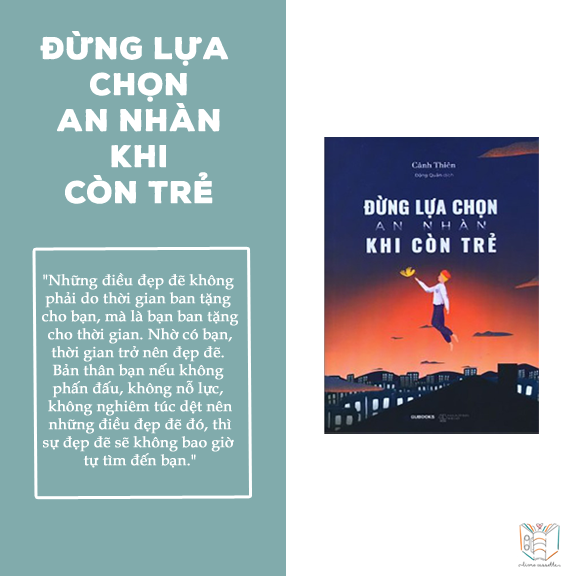 ĐỪNG LỰA
CHỌN
AN NHÀN
KHI
CÒN TRẺ
"Những điều đẹp đẽ không
phải do thời gian ban tặng
cho bạn, mà là bạn ban tặng
cho thời gian. Nhờ có bạn,
thời gian trở nên đẹp đẽ.
Bản thân bạn nếu không
phấn đấu, không nỗ lực,
không nghiêm túc dệt nên
những điều đẹp đẽ đó, thì
sự đẹp đẽ sẽ không bao giờ
tự tìm đến bạn."
Cảnh Thiên
Đặng Quân dịch
ĐỪNG LỰA CHỌN
AN NHÀN
KHI CÒN TRẺ
GUBOOKS